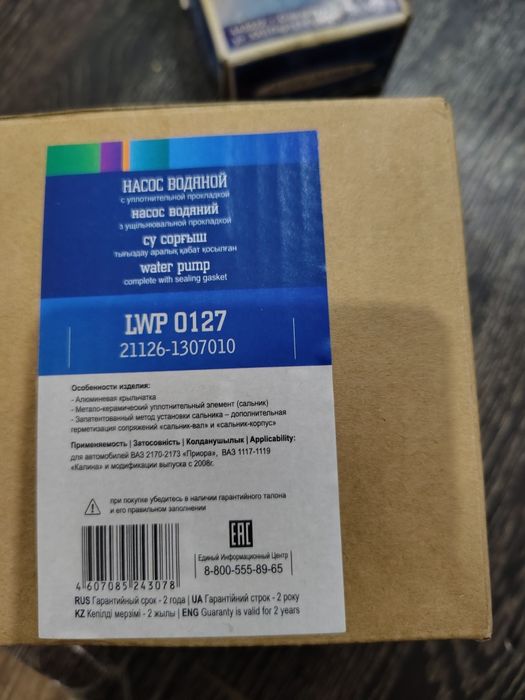 НАСОС ВОДЯНОЙ
с уплотнительной прокладкой
насос водяний
з ущільнювальной прокладкой
су сорғыш
тығыздау аралық қабат қосылған
water pump
complete with sealing gasket
LWP 0127
21126-1307010
Особенности изделия:
- Алюминевая крыльчатка
- Метало-керамический уплотнительный элемент (сальник)
- Запатентованный метод установки сальника – дополнительная
герметизация сопряжений «сальник-вал» и «сальник-корпус»
Применяемость | Затосовність | Колданушылык | Applicability:
для автомобилей ВАЗ 2170-2173 «Приора», ВАЗ 1117-1119
«Калина» и модификации выпуска с 2008г.
при покупке убедитесь в наличии гарантийного талона
и его правильном заполнении
EAC
Единый Информационный Центр
8-800-555-89-65
4 607085 243078
RUS Гарантийный срок - 2 года | UA Гарантійний строк - 2 року
KZ Кепілді мерзімі - 2 жылы | ENG Guaranty is valid for 2 years